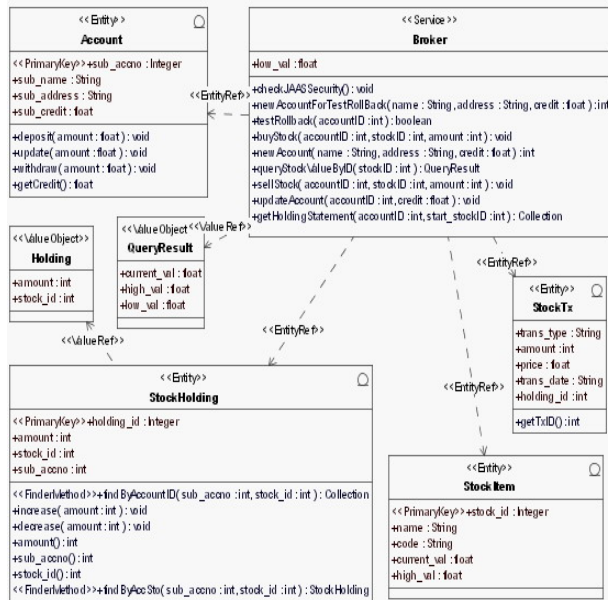 <<Entity>>
Account
<<PrimaryKey>>+sub_accno : Integer
+sub_name : String
+sub_address : String
+sub_credit : float
+deposit( amount : float ) : void
+update( amount : float ) : void
+withdraw( amount : float ) : void
+getCredit() : float
<<Service>>
Broker
+low_val : float
+checkJAASSecurity() : void
+newAccountForTestRollBack( name : String, address : String, credit : float ) : int
+testRollback( accountID : int ) : boolean
+buyStock( accountID : int, stockID : int, amount : int ) : void
+newAccount( name : String, address : String, credit : float ) : int
+queryStockValueByID( stockID : int ) : QueryResult
+sellStock( accountID : int, stockID : int, amount : int ) : void
+updateAccount( accountID : int, credit : float ) : void
+getHoldingStatement( accountID : int, start_stockID : int ) : Collection
<<EntityRef>>
<<ValueObject>>
Holding
+amount : int
+stock_id : int
<<ValueObject>>
QueryResult
+current_val : float
+high_val : float
+low_val : float
<<ValueRef>>
<<ValueRef>>
<<EntityRef>>
<<EntityRef>>
<<EntityRef>>
<<Entity>>
StockTx
+trans_type : String
+amount : int
+price : float
+trans_date : String
+holding_id : int
+getTxID() : int
<<Entity>>
StockHolding
<<PrimaryKey>>+holding_id : Integer
+amount : int
+stock_id : int
+sub_accno : int
<<FinderMethod>>+findByAccountID( sub_accno : int, stock_id : int ) : Collection
+increase( amount : int ) : void
+decrease( amount : int ) : void
+amount() : int
+sub_accno() : int
+stock_id() : int
<<FinderMethod>>+findByAccSto( sub_accno : int, stock_id : int ) : StockHolding
<<Entity>>
StockItem
<<PrimaryKey>>+stock_id : Integer
+name : String
+code : String
+current_val : float
+high_val : float